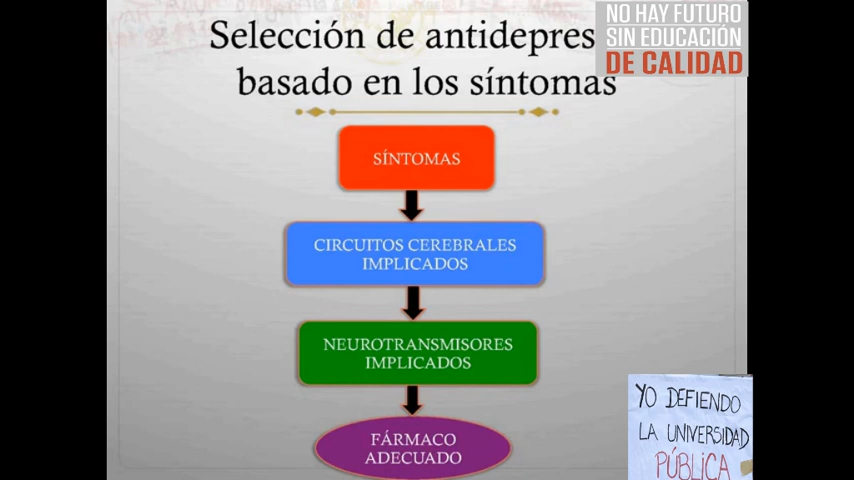 Selección de antidepres
basado en los síntomas
NO HAY FUTURO
SIN EDUCACIÓN
DE CALIDAD
SÍNTOMAS
CIRCUITOS CEREBRALES
IMPLICADOS
NEUROTRANSMISORES
IMPLICADOS
FÁRMACO
ADECUADO
YO DEFIENDO
LA UNIVERSIDAD
PÚBLICA